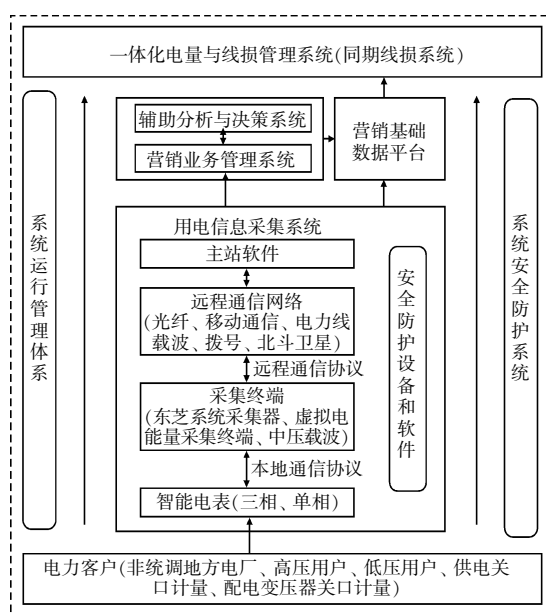 一体化电量与线损管理系统(同期线损系统)
辅助分析与决策系统
营销业务管理系统
营销基础
数据平台
系统运行管理体系
用电信息采集系统
主站软件
远程通信网络
(光纤、移动通信、电力线
载波、拨号、北斗卫星)
远程通信协议
采集终端
(东芝系统采集器、虚拟电
能量采集终端、中压载波)
本地通信协议
智能电表(三相、单相)
安全防护设备和软件
系统安全防护系统
电力客户(非统调地方电厂、高压用户、低压用户、供电关
口计量、配电变压器关口计量)